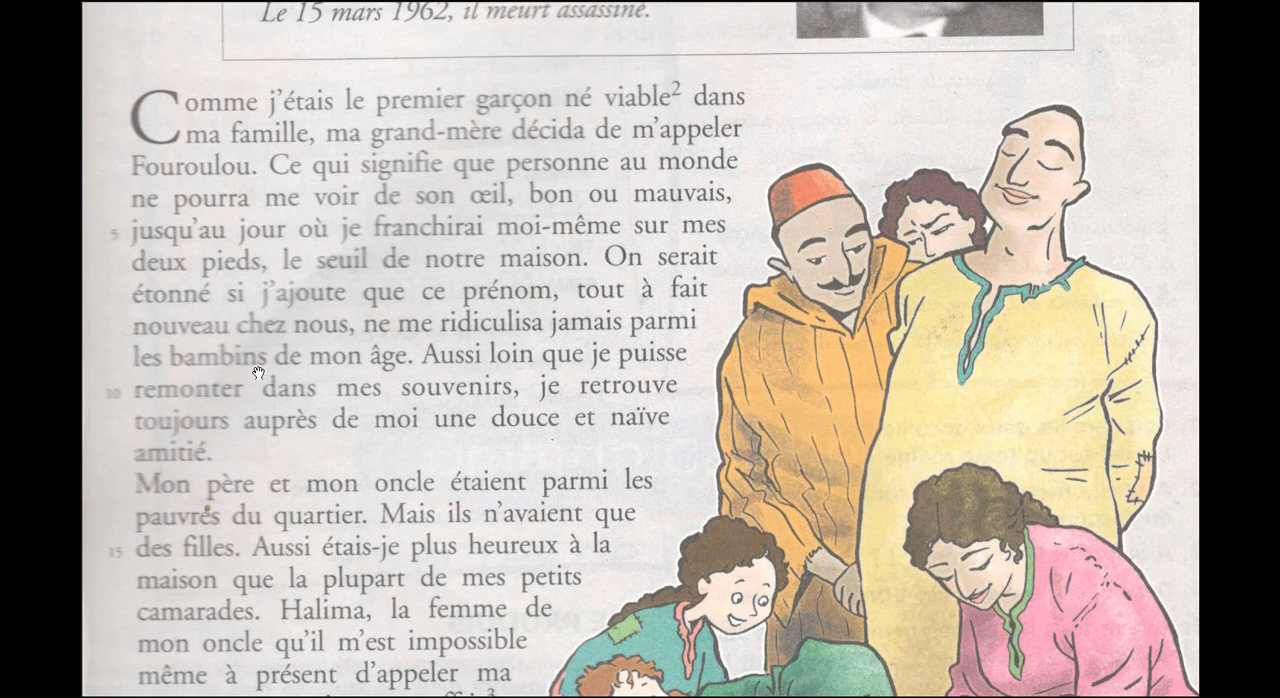 Le 15 mars 1962, il meurt assassiné.
Comme j'étais le premier garçon né viable² dans
ma famille, ma grand-mère décida de m'appeler
Fouroulou. Ce qui signifie que personne au monde
ne pourra me voir de son œil, bon ou mauvais,
5 jusqu'au jour où je franchirai moi-même sur mes
deux pieds, le seuil de notre maison. On serait
étonné si j'ajoute que ce prénom, tout à fait
nouveau chez nous, ne me ridiculisa jamais parmi
les bambins de mon âge. Aussi loin que je puisse
10 remonter dans mes souvenirs, je retrouve
toujours auprès de moi une douce et naïve
amitié.
Mon père et mon oncle étaient parmi les
pauvres du quartier. Mais ils n'avaient que
15 des filles. Aussi étais-je plus heureux à la
maison que la plupart de mes petits
camarades. Halima, la femme de
mon oncle qu'il m'est impossible
même à présent d'appeler ma